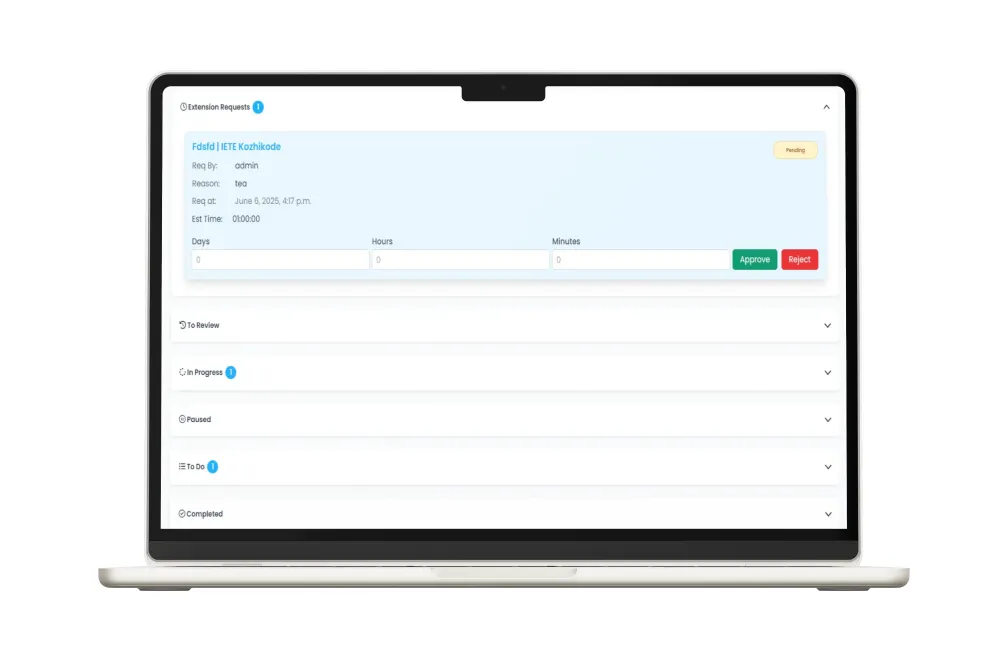 Extension Requests 1
Fdsfd | IETE Kozhikode
Pending
Req By: admin
Reason: tea
Req at: June 6, 2025, 4:17 p.m.
Est Time: 01:00:00
Days Hours Minutes
0 0 0 Approve Reject
To Review
In Progress 1
Paused
To Do 1
Completed